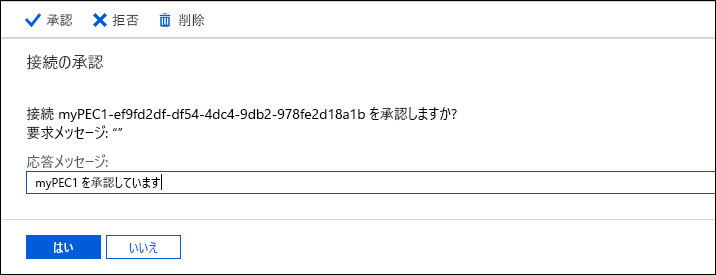 承認 拒否 削除
接続の承認
接続 myPEC1-ef9fd2df-df54-4dc4-9db2-978fe2d18a1b を承認しますか?
要求メッセージ: “”
応答メッセージ:
myPEC1 を承認しています
はい いいえ